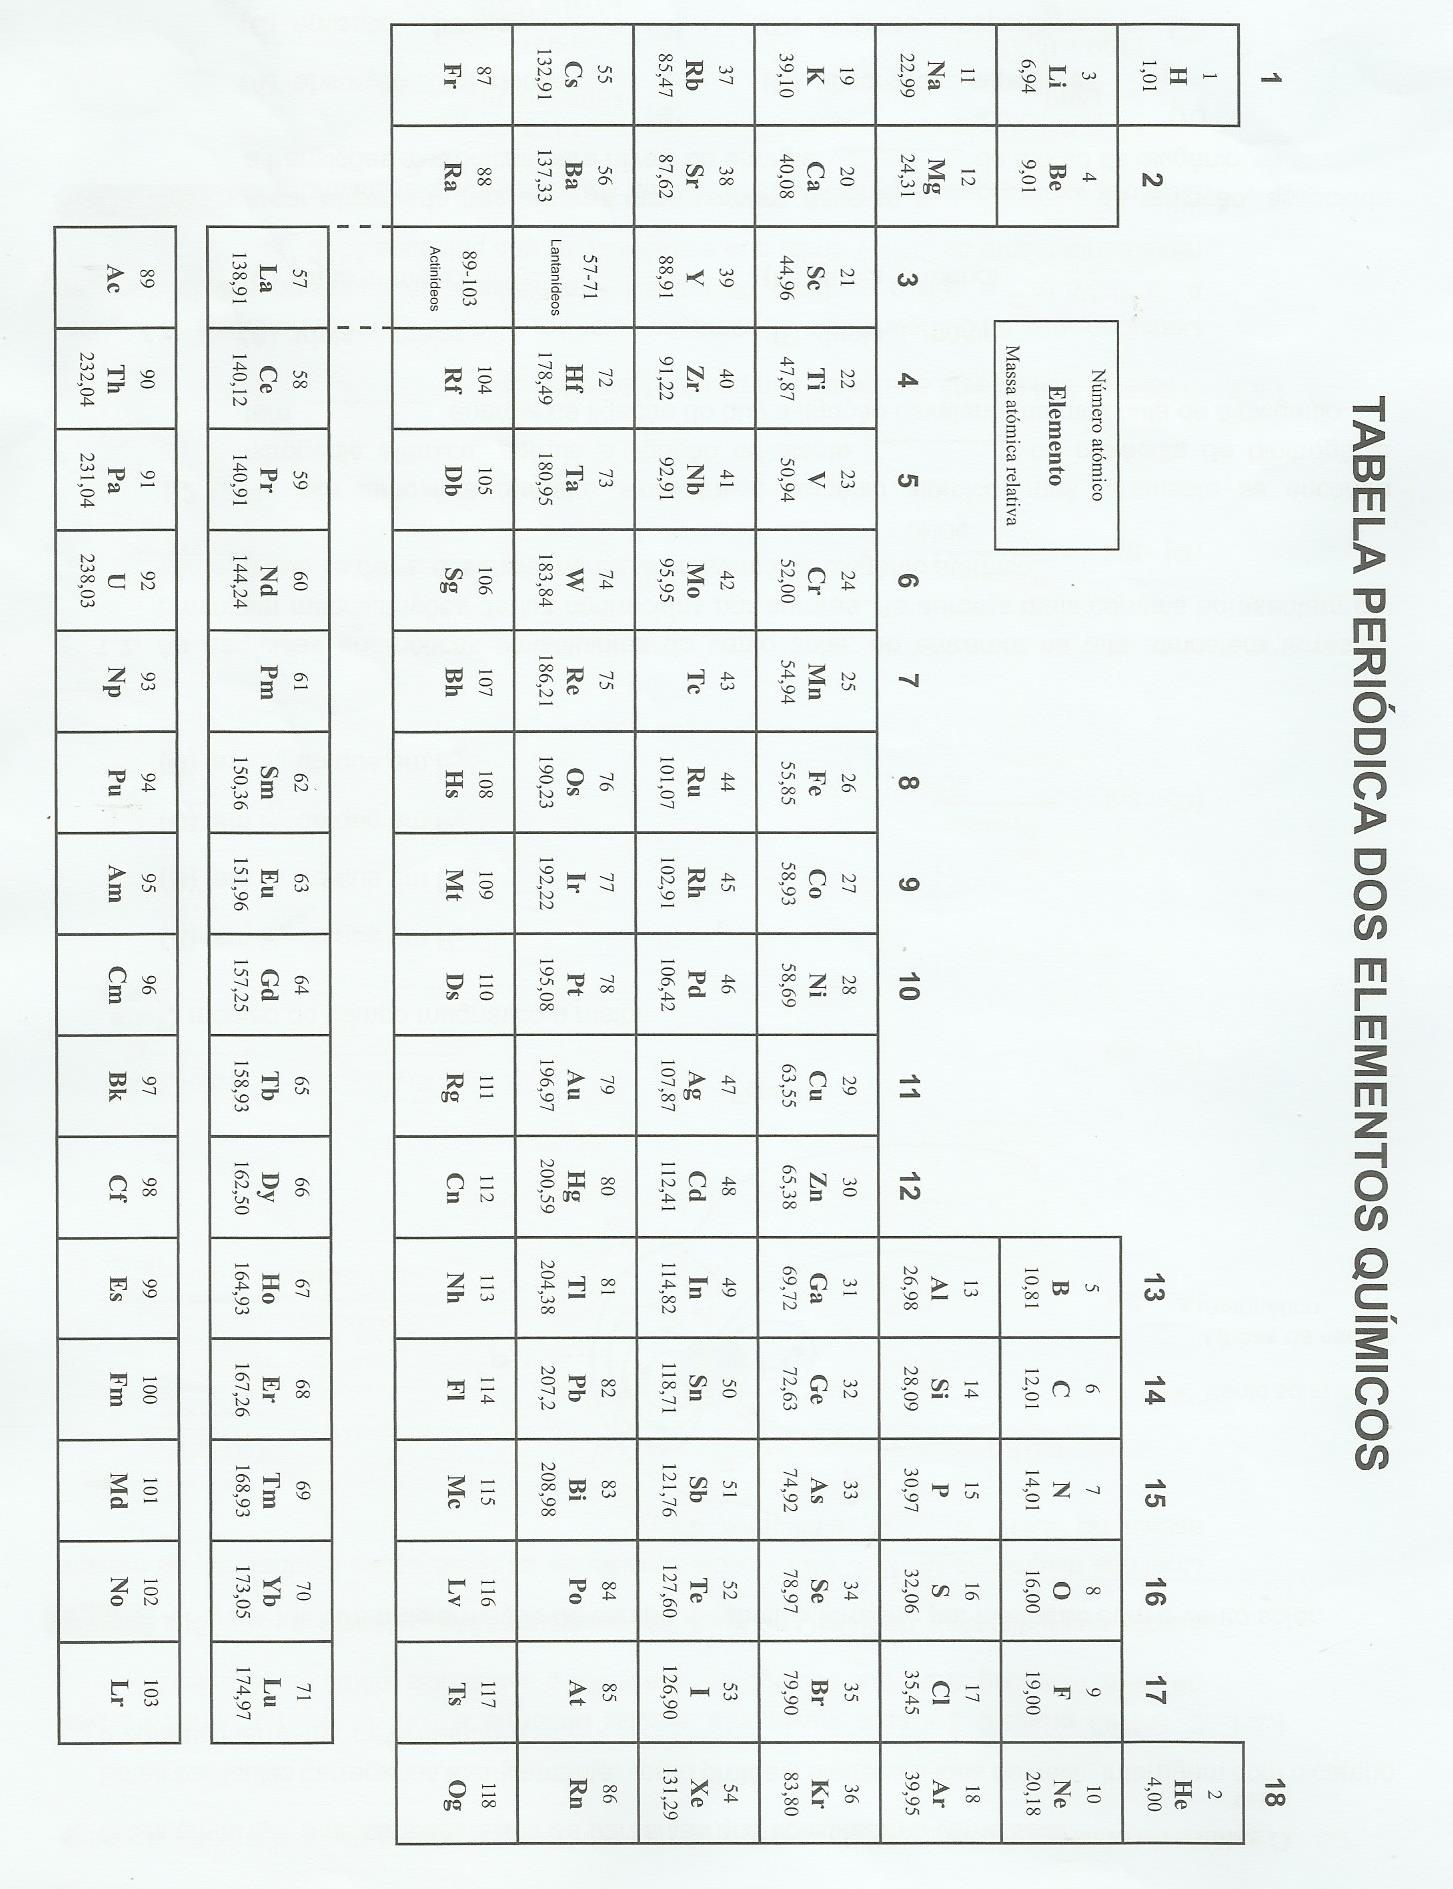 TABELA PERIÓDICA DOS ELEMENTOS QUÍMICOS
1 18
1 2
H 2 13 14 15 16 17 He
1,01 4,00
3 4 Número atómico 5 6 7 8 9 10
Li Be Elemento B C N O F Ne
6,94 9,01 Massa atómica relativa 10,81 12,01 14,01 16,00 19,00 20,18
11 12 13 14 15 16 17 18
Na Mg 3 4 5 6 7 8 9 10 11 12 Al Si P S Cl Ar
22,99 24,31 26,98 28,09 30,97 32,06 35,45 39,95
19 20 21 22 23 24 25 26 27 28 29 30 31 32 33 34 35 36
K Ca Sc Ti V Cr Mn Fe Co Ni Cu Zn Ga Ge As Se Br Kr
39,10 40,08 44,96 47,87 50,94 52,00 54,94 55,85 58,93 58,69 63,55 65,38 69,72 72,63 74,92 78,97 79,90 83,80
37 38 39 40 41 42 43 44 45 46 47 48 49 50 51 52 53 54
Rb Sr Y Zr Nb Mo Tc Ru Rh Pd Ag Cd In Sn Sb Te I Xe
85,47 87,62 88,91 91,22 92,91 95,95 101,07 102,91 106,42 107,87 112,41 114,82 118,71 121,76 127,60 126,90 131,29
55 56 57-71 72 73 74 75 76 77 78 79 80 81 82 83 84 85 86
Cs Ba Lantanídeos Hf Ta W Re Os Ir Pt Au Hg Tl Pb Bi Po At Rn
132,91 137,33 178,49 180,95 183,84 186,21 190,23 192,22 195,08 196,97 200,59 204,38 207,2 208,98
87 88 89-103 104 105 106 107 108 109 110 111 112 113 114 115 116 117 118
Fr Ra Actinídeos Rf Db Sg Bh Hs Mt Ds Rg Cn Nh Fl Mc Lv Ts Og
57 58 59 60 61 62 63 64 65 66 67 68 69 70 71
La Ce Pr Nd Pm Sm Eu Gd Tb Dy Ho Er Tm Yb Lu
138,91 140,12 140,91 144,24 150,36 151,96 157,25 158,93 162,50 164,93 167,26 168,93 173,05 174,97
89 90 91 92 93 94 95 96 97 98 99 100 101 102 103
Ac Th Pa U Np Pu Am Cm Bk Cf Es Fm Md No Lr
232,04 231,04 238,03